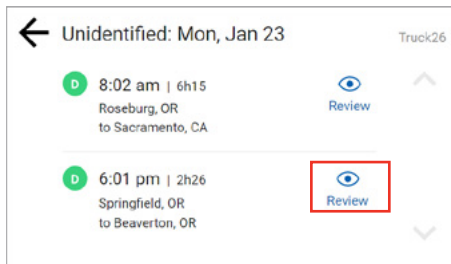 Unidentified: Mon, Jan 23
Truck26
D 8:02 am | 6h15
Roseburg, OR
to Sacramento, CA
Review
D 6:01 pm | 2h26
Springfield, OR
to Beaverton, OR
Review